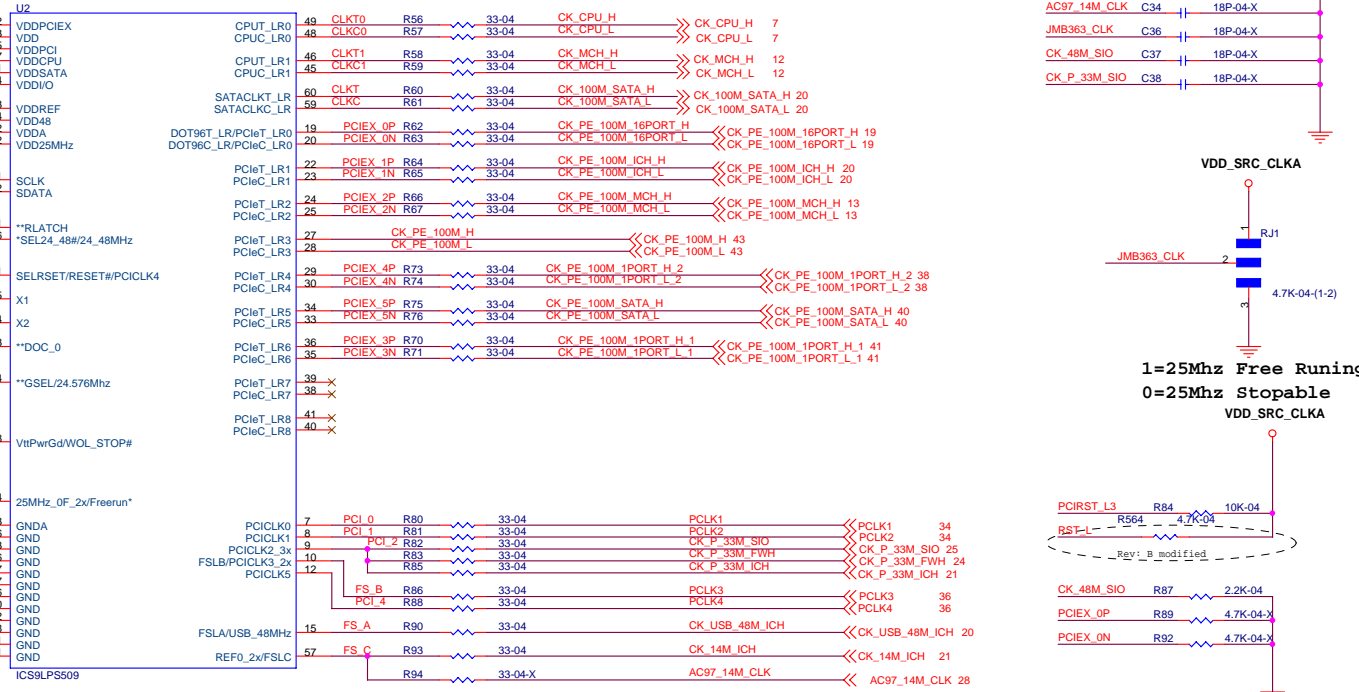 U2
VDDPCIEX
VDD
VDDPCI
VDDCPU
VDDSATA
VDDI/O
VDDREF
VDD48
VDDA
VDD25MHz
SCLK
SDATA
**RLATCH
*SEL24_48#/24_48MHz
SELRSET/RESET#/PCICLK4
X1
X2
**DOC_0
**GSEL/24.576Mhz
VttPwrGd/WOL_STOP#
25MHz_0F_2x/Freerun*
GNDA
GND
GND
GND
GND
GND
GND
GND
GND
GND
GND
GND
ICS9LPS509
CPUT_LR0 49 CLKT0 R56 33-04 CK_CPU_H CK_CPU_H 7
CPUC_LR0 48 CLKC0 R57 33-04 CK_CPU_L CK_CPU_L 7
CPUT_LR1 46 CLKT1 R58 33-04 CK_MCH_H CK_MCH_H 12
CPUC_LR1 45 CLKC1 R59 33-04 CK_MCH_L CK_MCH_L 12
SATACLKT_LR 60 CLKT R60 33-04 CK_100M_SATA_H CK_100M_SATA_H 20
SATACLKC_LR 59 CLKC R61 33-04 CK_100M_SATA_L CK_100M_SATA_L 20
DOT96T_LR/PCIeT_LR0 19 PCIEX_0P R62 33-04 CK_PE_100M_16PORT_H CK_PE_100M_16PORT_H 19
DOT96C_LR/PCIeC_LR0 20 PCIEX_0N R63 33-04 CK_PE_100M_16PORT_L CK_PE_100M_16PORT_L 19
PCIeT_LR1 22 PCIEX_1P R64 33-04 CK_PE_100M_ICH_H CK_PE_100M_ICH_H 20
PCIeC_LR1 23 PCIEX_1N R65 33-04 CK_PE_100M_ICH_L CK_PE_100M_ICH_L 20
PCIeT_LR2 24 PCIEX_2P R66 33-04 CK_PE_100M_MCH_H CK_PE_100M_MCH_H 13
PCIeC_LR2 25 PCIEX_2N R67 33-04 CK_PE_100M_MCH_L CK_PE_100M_MCH_L 13
PCIeT_LR3 27 CK_PE_100M_H CK_PE_100M_H 43
PCIeC_LR3 28 CK_PE_100M_L CK_PE_100M_L 43
PCIeT_LR4 29 PCIEX_4P R73 33-04 CK_PE_100M_1PORT_H_2 CK_PE_100M_1PORT_H_2 38
PCIeC_LR4 30 PCIEX_4N R74 33-04 CK_PE_100M_1PORT_L_2 CK_PE_100M_1PORT_L_2 38
PCIeT_LR5 34 PCIEX_5P R75 33-04 CK_PE_100M_SATA_H CK_PE_100M_SATA_H 40
PCIeC_LR5 33 PCIEX_5N R76 33-04 CK_PE_100M_SATA_L CK_PE_100M_SATA_L 40
PCIeT_LR6 36 PCIEX_3P R70 33-04 CK_PE_100M_1PORT_H_1 CK_PE_100M_1PORT_H_1 41
PCIeC_LR6 35 PCIEX_3N R71 33-04 CK_PE_100M_1PORT_L_1 CK_PE_100M_1PORT_L_1 41
PCIeT_LR7 39
PCIeC_LR7 38
PCIeT_LR8 41
PCIeC_LR8 40
PCICLK0 7 PCI_0 R80 33-04 PCLK1 PCLK1 34
PCICLK1 8 PCI_1 R81 33-04 PCLK2 PCLK2 34
PCICLK2_3x 9 PCI_2 R82 33-04 CK_P_33M_SIO CK_P_33M_SIO 25
FSLB/PCICLK3_2x 10 R83 33-04 CK_P_33M_FWH CK_P_33M_FWH 24
PCICLK5 12 R85 33-04 CK_P_33M_ICH CK_P_33M_ICH 21
FS_B R86 33-04 PCLK3 PCLK3 36
PCI_4 R88 33-04 PCLK4 PCLK4 36
FSLA/USB_48MHz 15 FS_A R90 33-04 CK_USB_48M_ICH CK_USB_48M_ICH 20
REF0_2x/FSLC 57 FS_C R93 33-04 CK_14M_ICH CK_14M_ICH 21
R94 33-04-X AC97_14M_CLK AC97_14M_CLK 28
AC97_14M_CLK C34 18P-04-X
JMB363_CLK C36 18P-04-X
CK_48M_SIO C37 18P-04-X
CK_P_33M_SIO C38 18P-04-X
VDD_SRC_CLKA
1
RJ1
JMB363_CLK 2
4.7K-04-(1-2)
3
1=25Mhz Free Runing
0=25Mhz Stopable
VDD_SRC_CLKA
PCIRST_L3 R84 10K-04
RST_L R564 4.7K-04
Rev: B modified
CK_48M_SIO R87 2.2K-04
PCIEX_0P R89 4.7K-04-X
PCIEX_0N R92 4.7K-04-X